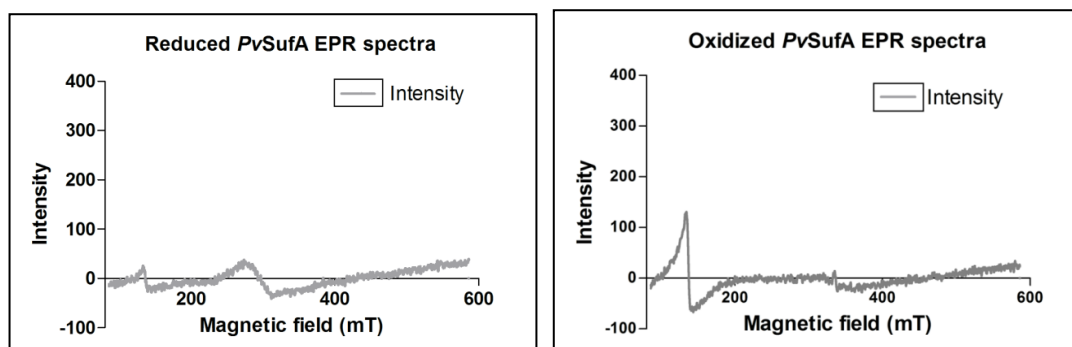 Reduced PvSufA EPR spectra
Intensity
400
300
200
100
0
-100
Intensity
200
400
600
Magnetic field (mT)
Oxidized PvSufA EPR spectra
Intensity
400
300
200
100
0
-100
Intensity
200
400
600
Magnetic field (mT)